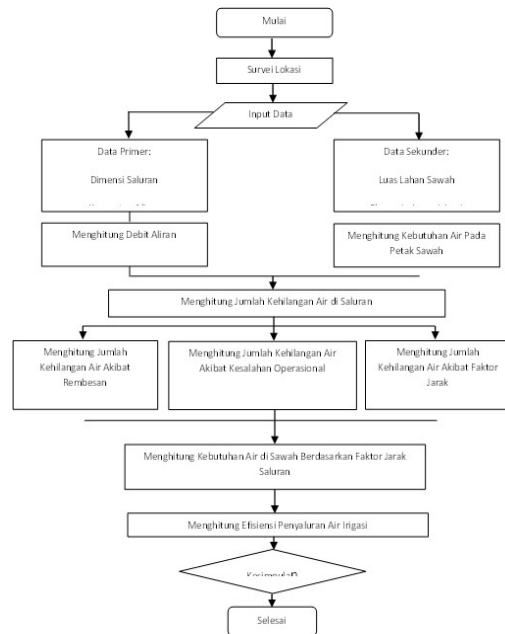 Mulai
Survei Lokasi
Input Data
Data Primer:
Dimensi Saluran
Data Sekunder:
Luas Lahan Sawah
Menghitung Debit Aliran
Menghitung Kebutuhan Air Pada
Petak Sawah
Menghitung Jumlah Kehilangan Air di Saluran
Menghitung Jumlah
Kehilangan Air Akibat
Rembesan
Menghitung Jumlah Kehilangan Air
Akibat Kesalahan Operasional
Menghitung Jumlah
Kehilangan Air Akibat Faktor
Jarak
Menghitung Kebutuhan Air di Sawah Berdasarkan Faktor Jarak
Saluran
Menghitung Efisiensi Penyaluran Air Irigasi
Kesimpulan
Selesai